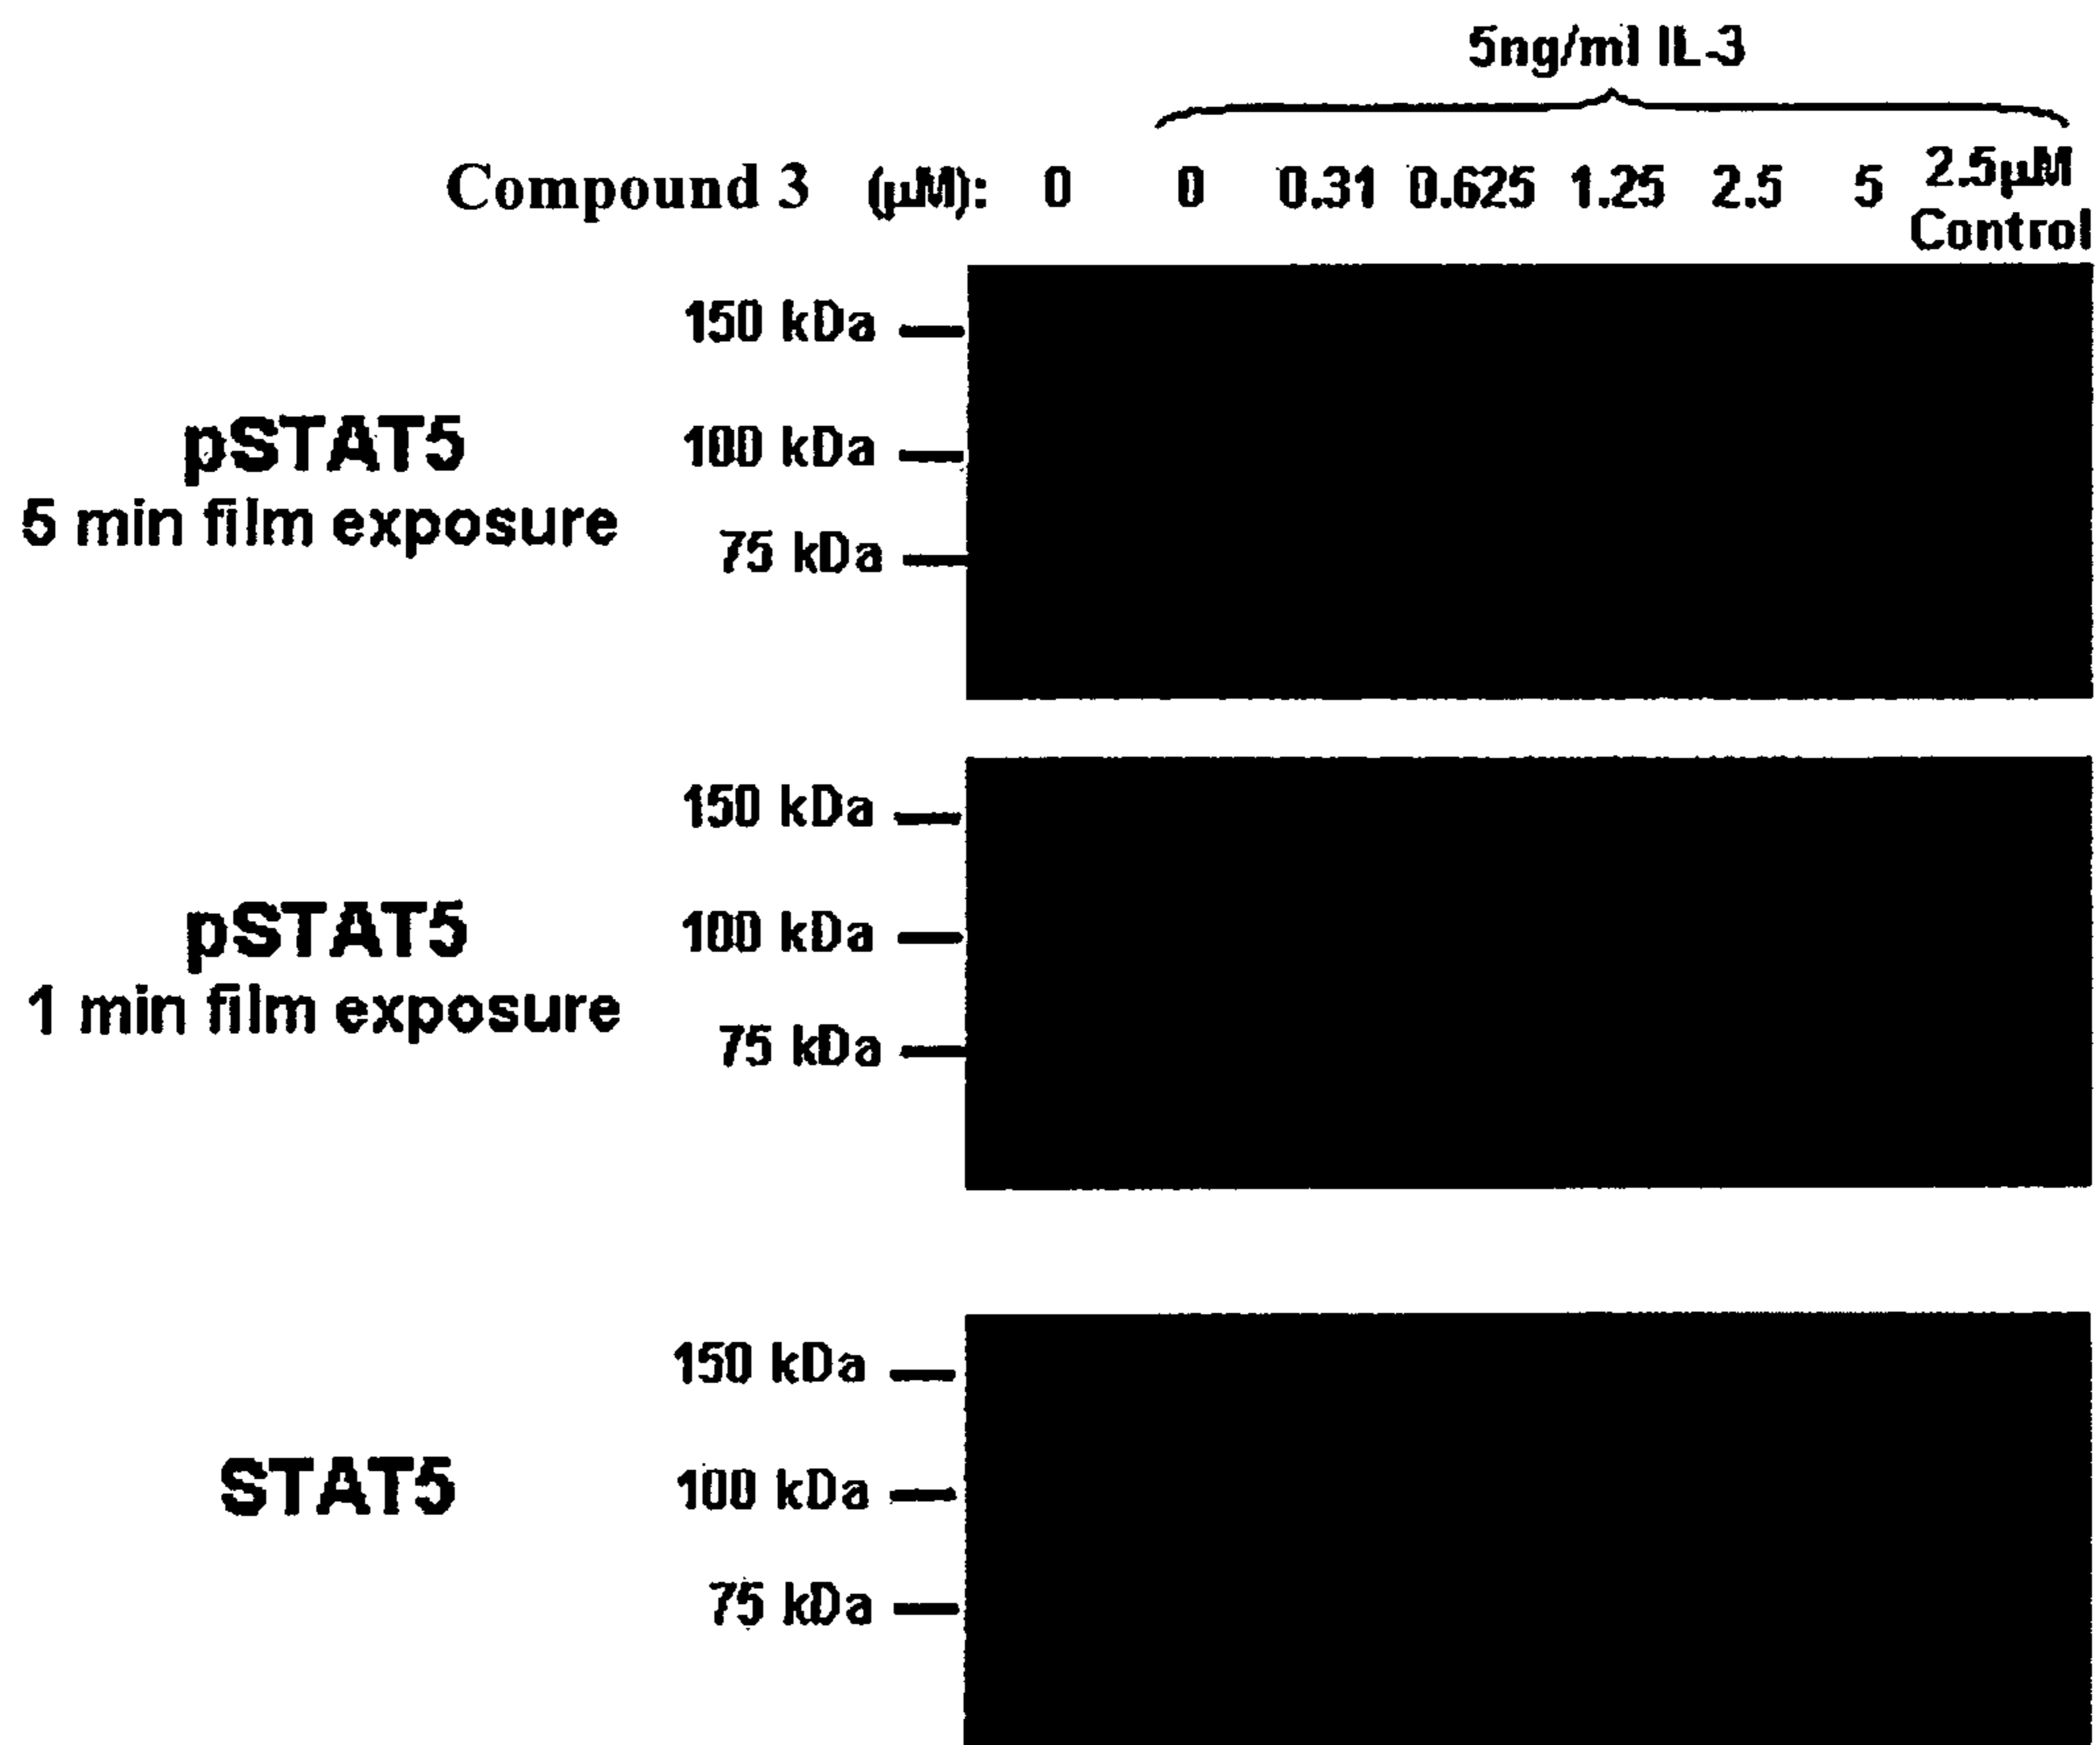 5ng/ml IL-3
Compound 3 (µM): 0 0 0.31 0.625 1.25 2.5 5 2.5µM Control
150 kDa
pSTAT5
100 kDa
5 min film exposure
75 kDa
150 kDa
pSTAT5
100 kDa
1 min film exposure
75 kDa
150 kDa
STAT5
100 kDa
75 kDa